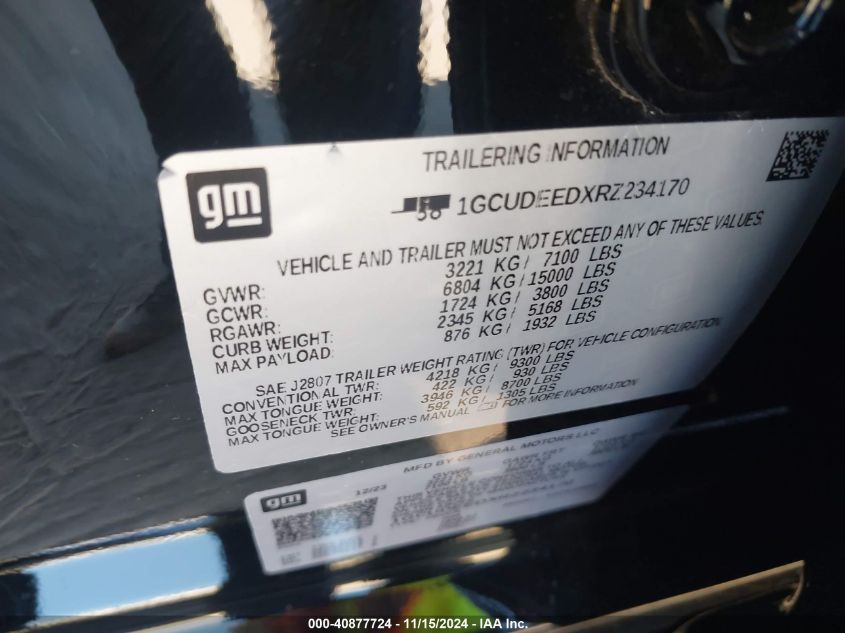 gm
TRAILERING INFORMATION
1GCUDEEDXRZ234170
VEHICLE AND TRAILER MUST NOT EXCEED ANY OF THESE VALUES.
GVWR: 3221 KG / 7100 LBS
GCWR: 6804 KG / 15000 LBS
RGAWR: 1724 KG / 3800 LBS
CURB WEIGHT: 2345 KG / 5168 LBS
MAX PAYLOAD: 876 KG / 1932 LBS
SAE J2807 TRAILER WEIGHT RATING (TWR) FOR VEHICLE CONFIGURATION
CONVENTIONAL TWR: 4218 KG / 9300 LBS
MAX TONGUE WEIGHT: 422 KG / 930 LBS
GOOSENECK TWR: 3946 KG / 8700 LBS
MAX TONGUE WEIGHT: 592 KG / 1305 LBS
SEE OWNER'S MANUAL FOR MORE INFORMATION
gm
12/23
MFD BY GENERAL MOTORS LLC
GVWR
GAWR FRT
000-40877724 - 11/15/2024 - IAA Inc.